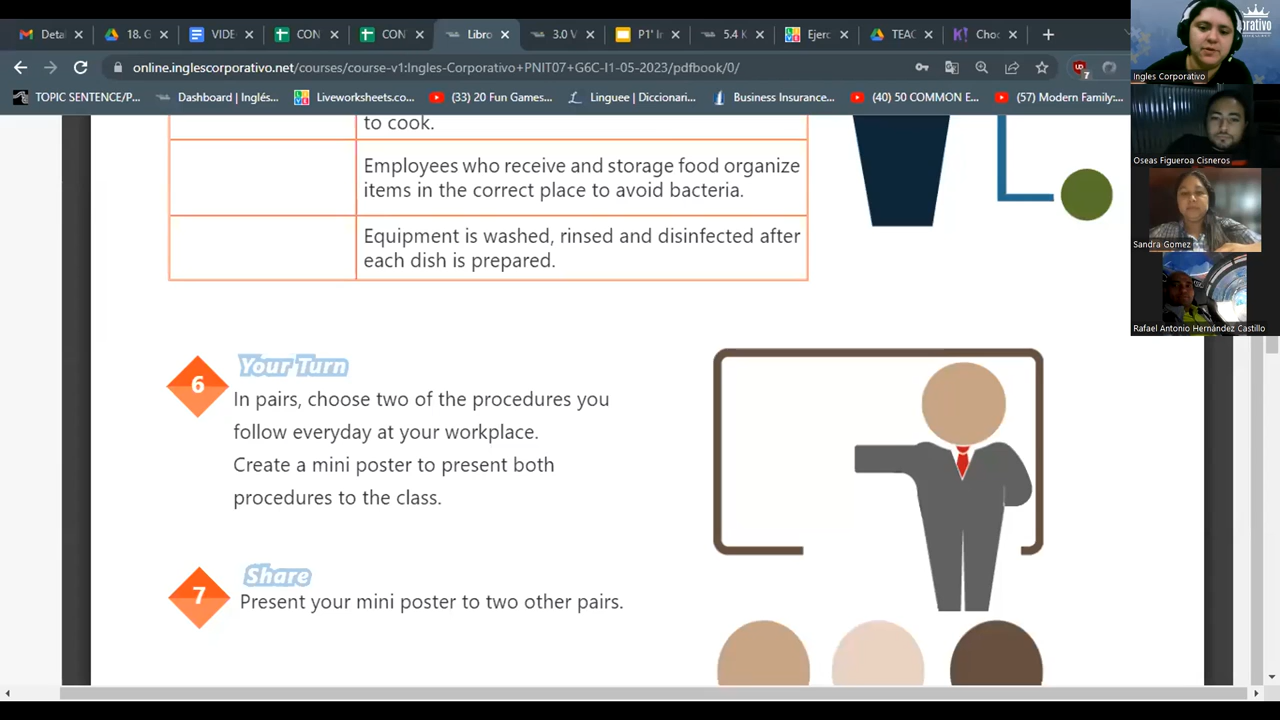 Detal
18. G
VIDE
CON
CON
Libro
3.0 V
P1' In
5.4 K
Ejerc
TEAC
Choc
online.inglescorporativo.net/courses/course-v1:Ingles-Corporativo+PNIT07+G6C-I1-05-2023/pdfbook/0/
7
TOPIC SENTENCE/P...
Dashboard | Inglés...
Liveworksheets.co...
(33) 20 Fun Games...
Linguee | Diccionari...
Business Insurance...
(40) 50 COMMON E...
(57) Modern Family:...
to cook.
Employees who receive and storage food organize
items in the correct place to avoid bacteria.
Equipment is washed, rinsed and disinfected after
each dish is prepared.
6
Your Turn
In pairs, choose two of the procedures you
follow everyday at your workplace.
Create a mini poster to present both
procedures to the class.
7
Share
Present your mini poster to two other pairs.
Ingles Corporativo
Oseas Figueroa Cisneros
Sandra Gomez
Rafael Antonio Hernández Castillo